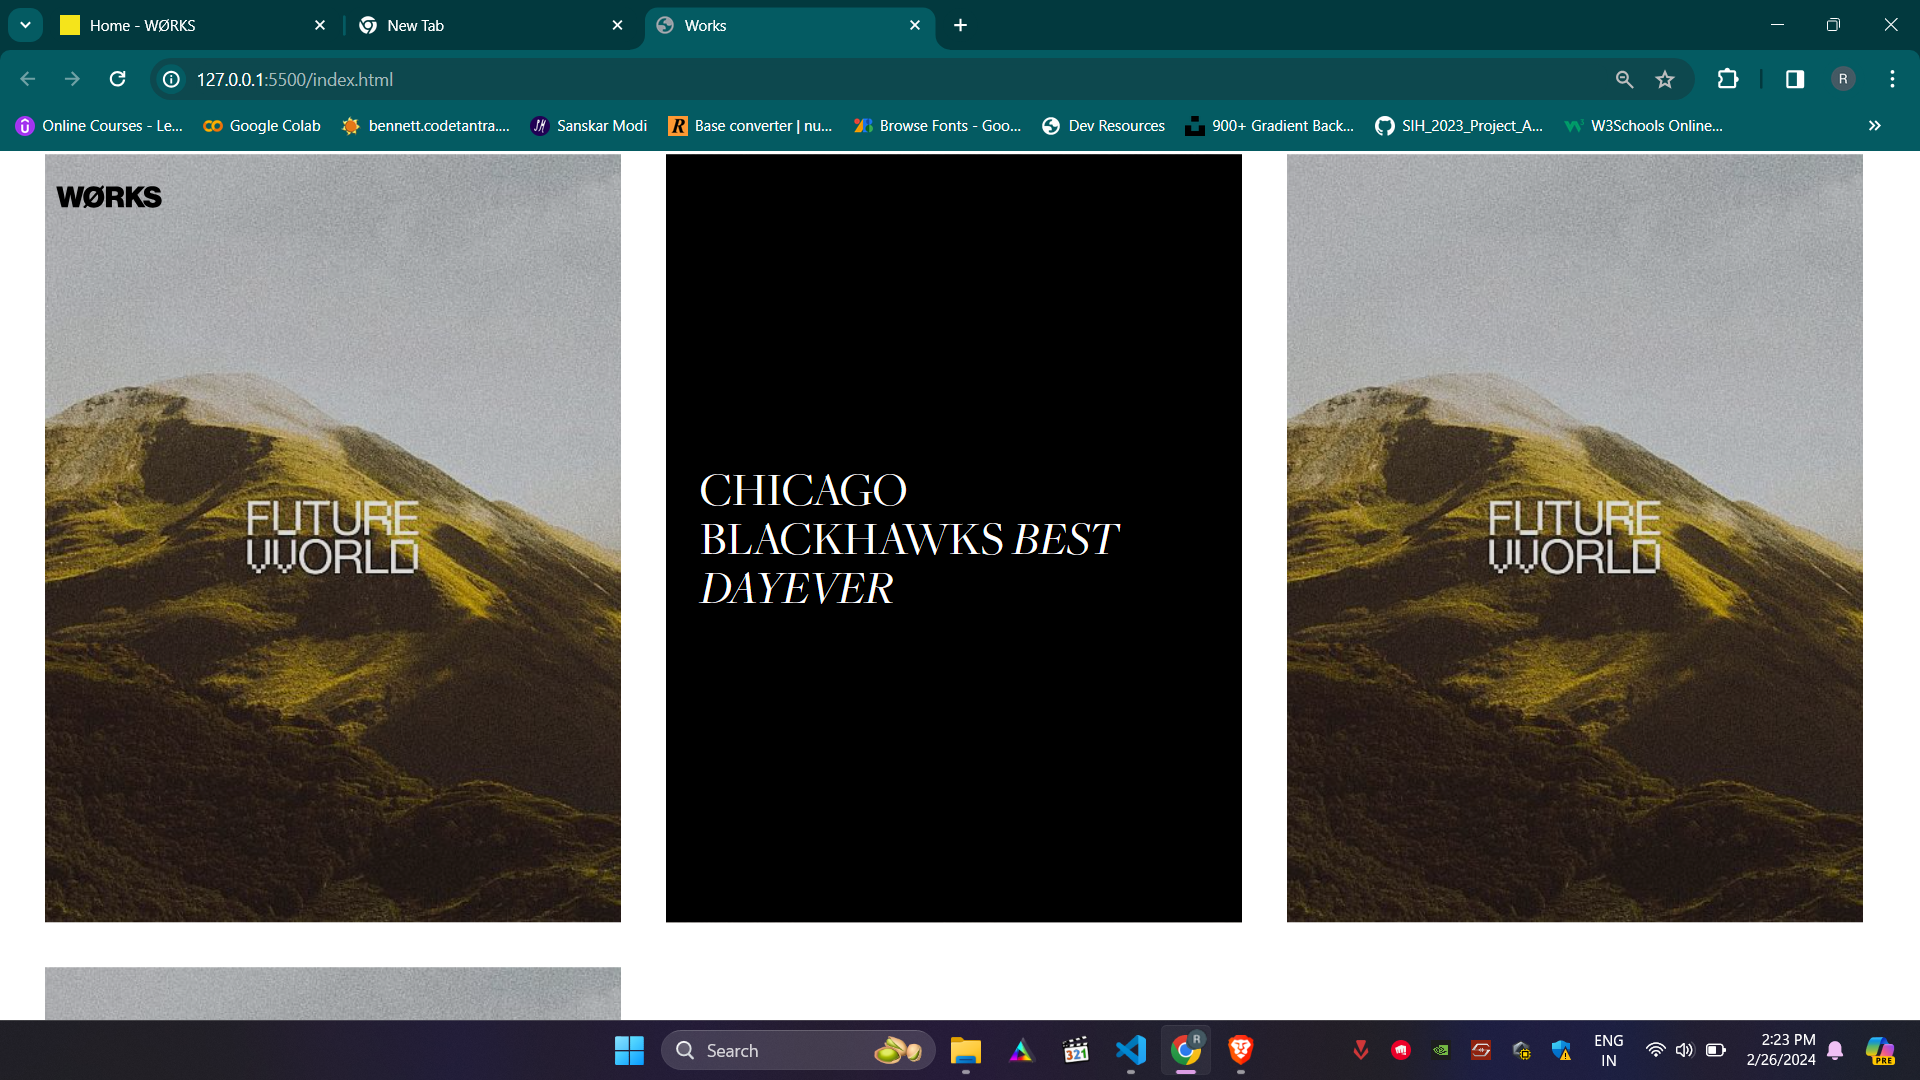 Home - WØRKS
New Tab
Works
127.0.0.1:5500/index.html
R
Online Courses - Le...
Google Colab
bennett.codetantra....
Sanskar Modi
Base converter | nu...
Browse Fonts - Goo...
Dev Resources
900+ Gradient Back...
SIH_2023_Project_A...
W3Schools Online...
WØRKS
FUTURE
WORLD
CHICAGO
BLACKHAWKS BEST
DAYEVER
FUTURE
WORLD
Search
321
R
ENG
IN
2:23 PM
2/26/2024
PRE